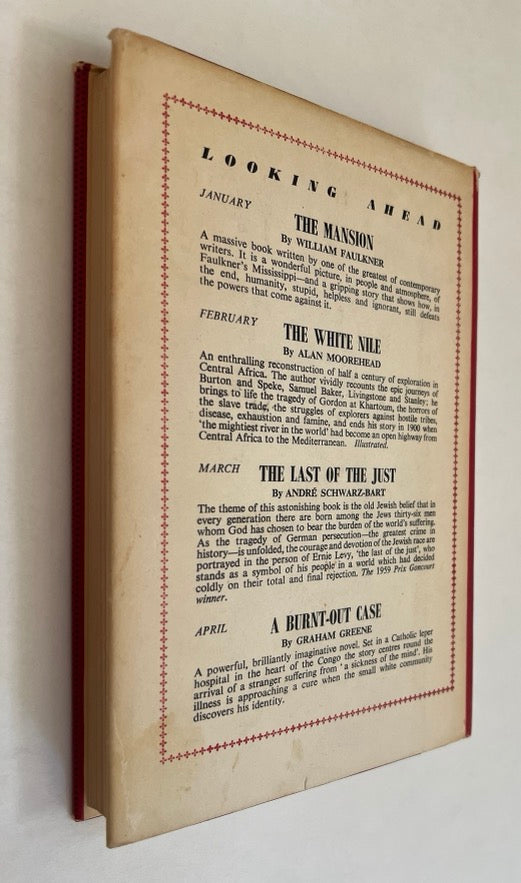 LOOKING AHEAD
JANUARY
THE MANSION
By WILLIAM FAULKNER
A massive book written by one of the greatest of contemporary
writers. It is a wonderful picture, in people and atmosphere, of
Faulkner's Mississippi—and a gripping story that shows how, in
the end, humanity, stupid, helpless and ignorant, still defeats
the powers that come against it.
FEBRUARY
THE WHITE NILE
By ALAN MOOREHEAD
An enthralling reconstruction of half a century of exploration in
Central Africa. The author vividly recounts the epic journeys of
Burton and Speke, Samuel Baker, Livingstone and Stanley; he
brings to life the tragedy of Gordon at Khartoum, the horrors of
the slave trade, the struggles of explorers against hostile tribes,
disease, exhaustion and famine, and ends his story in 1900 when
'the mightiest river in the world' had become an open highway from
Central Africa to the Mediterranean. Illustrated.
MARCH
THE LAST OF THE JUST
By ANDRÉ SCHWARZ-BART
The theme of this astonishing book is the old Jewish belief that in
every generation there are born among the Jews thirty-six men
whom God has chosen to bear the burden of the world's suffering.
As the tragedy of German persecution—the greatest crime in
history—is unfolded, the courage and devotion of the Jewish race are
portrayed in the person of Ernie Levy, 'the last of the just', who
stands as a symbol of his people in a world which had decided
coldly on their total and final rejection. The 1959 Prix Goncourt
winner.
APRIL
A BURNT-OUT CASE
By GRAHAM GREENE
A powerful, brilliantly imaginative novel. Set in a Catholic leper
hospital in the heart of the Congo the story centres round the
arrival of a stranger suffering from 'a sickness of the mind'. His
illness is approaching a cure when the small white community
discovers his identity.